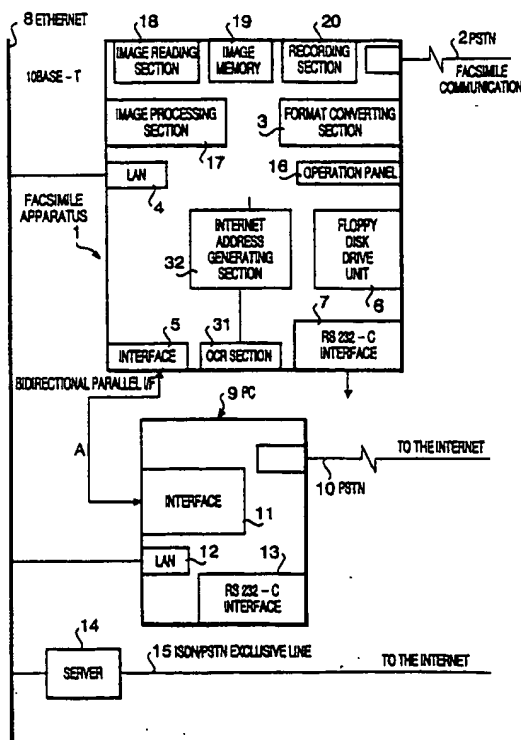 8 ETHERNET
10BASE-T
18
19
20
IMAGE READING
SECTION
IMAGE
MEMORY
RECORDING
SECTION
2 PSTN
FACSIMILE
COMMUNICATION
IMAGE PROCESSING
SECTION
FORMAT CONVERTING
SECTION
3
17
16
OPERATION PANEL
LAN
4
FACSIMILE
APPARATUS
1
INTERNET
ADDRESS
GENERATING
SECTION
32
FLOPPY
DISK
DRIVE
UNIT
6
7
5
31
INTERFACE
OCR SECTION
RS 232-C
INTERFACE
BIDIRECTIONAL PARALLEL I/F
9 PC
A
TO THE INTERNET
10 PSTN
INTERFACE
11
LAN
12
13
RS 232-C
INTERFACE
14
SERVER
15 ISDN/PSTN EXCLUSIVE LINE
TO THE INTERNET